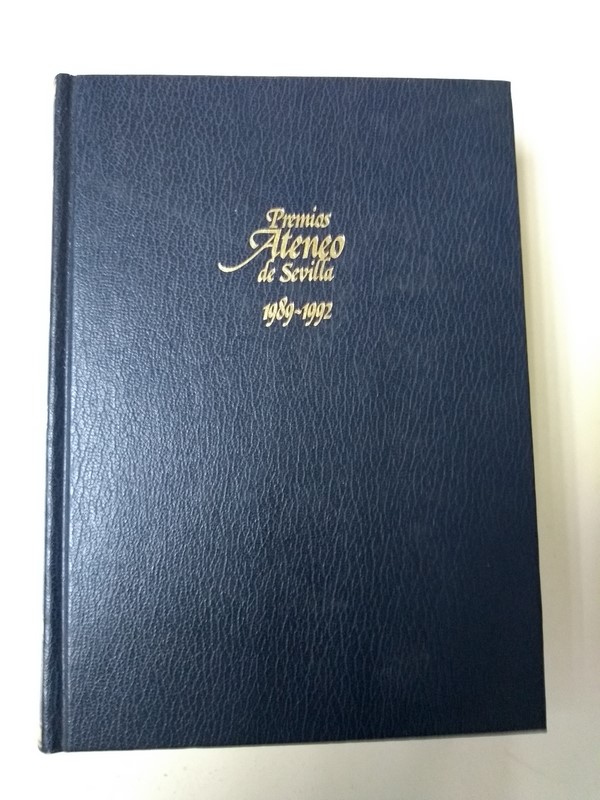 Premios
Ateneo
de Sevilla
1989-1992